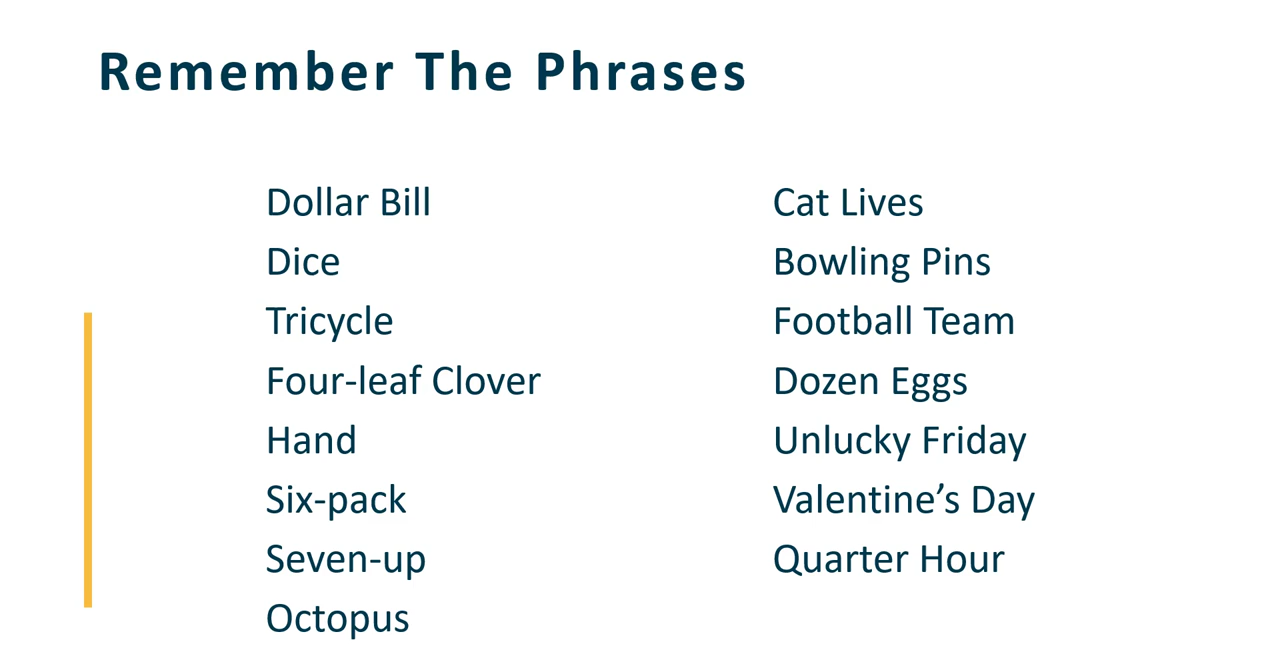 Remember The Phrases
Dollar Bill
Dice
Tricycle
Four-leaf Clover
Hand
Six-pack
Seven-up
Octopus
Cat Lives
Bowling Pins
Football Team
Dozen Eggs
Unlucky Friday
Valentine’s Day
Quarter Hour